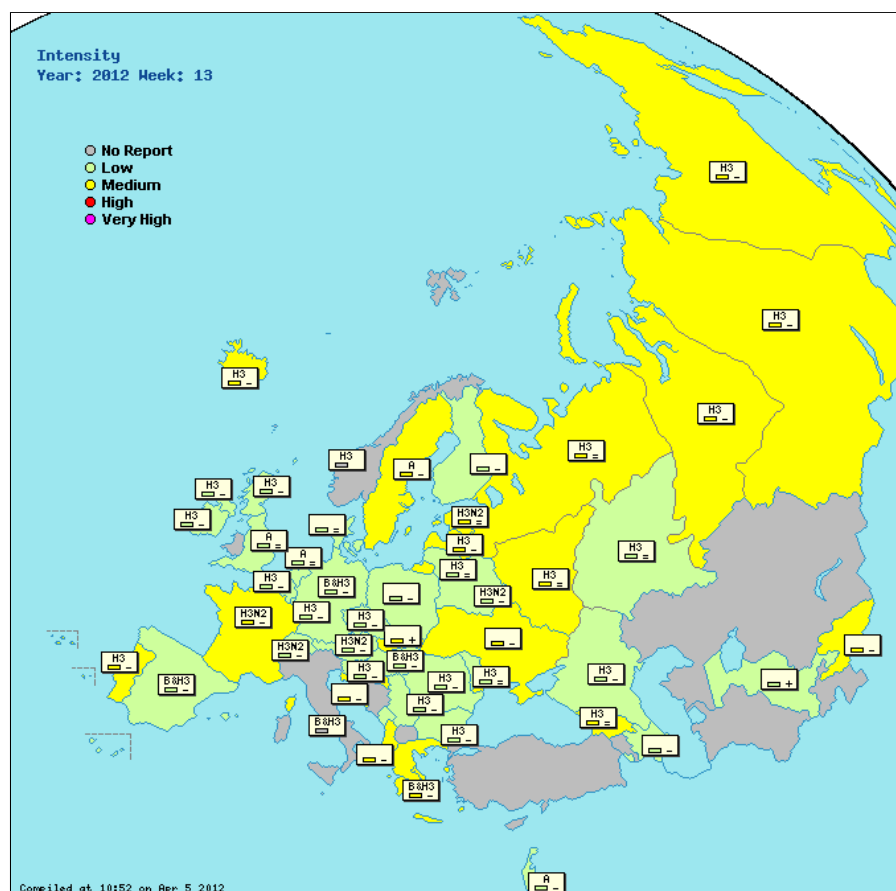 Intensity
Year: 2012 Week: 13
No Report
Low
Medium
High
Very High
H3
–
H3
–
H3
–
H3
–
H3
=
H3
A
–
–
H3
–
H3
–
H3
–
=
H3N2
=
A
=
A
=
H3
–
H3
=
H3
=
H3
–
B&H3
–
–
H3N2
–
H3
=
H3N2
–
H3
–
H3
–
+
–
H3N2
–
H3N2
–
B&H3
–
–
H3
–
H3
–
B&H3
–
H3
–
H3
=
H3
–
+
–
H3
–
B&H3
H3
=
H3
–
–
–
B&H3
–
A
–
Compiled at 10:52 on Apr 5 2012